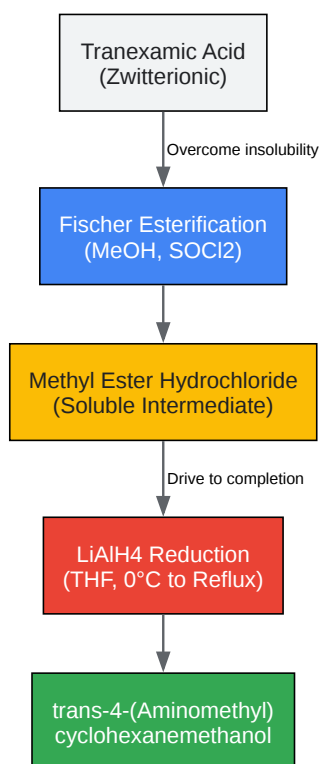 Tranexamic Acid
(Zwitterionic)
Overcome insolubility
Fischer Esterification
(MeOH, SOCl2)
Methyl Ester Hydrochloride
(Soluble Intermediate)
Drive to completion
LiAlH4 Reduction
(THF, 0°C to Reflux)
trans-4-(Aminomethyl)
cyclohexanemethanol